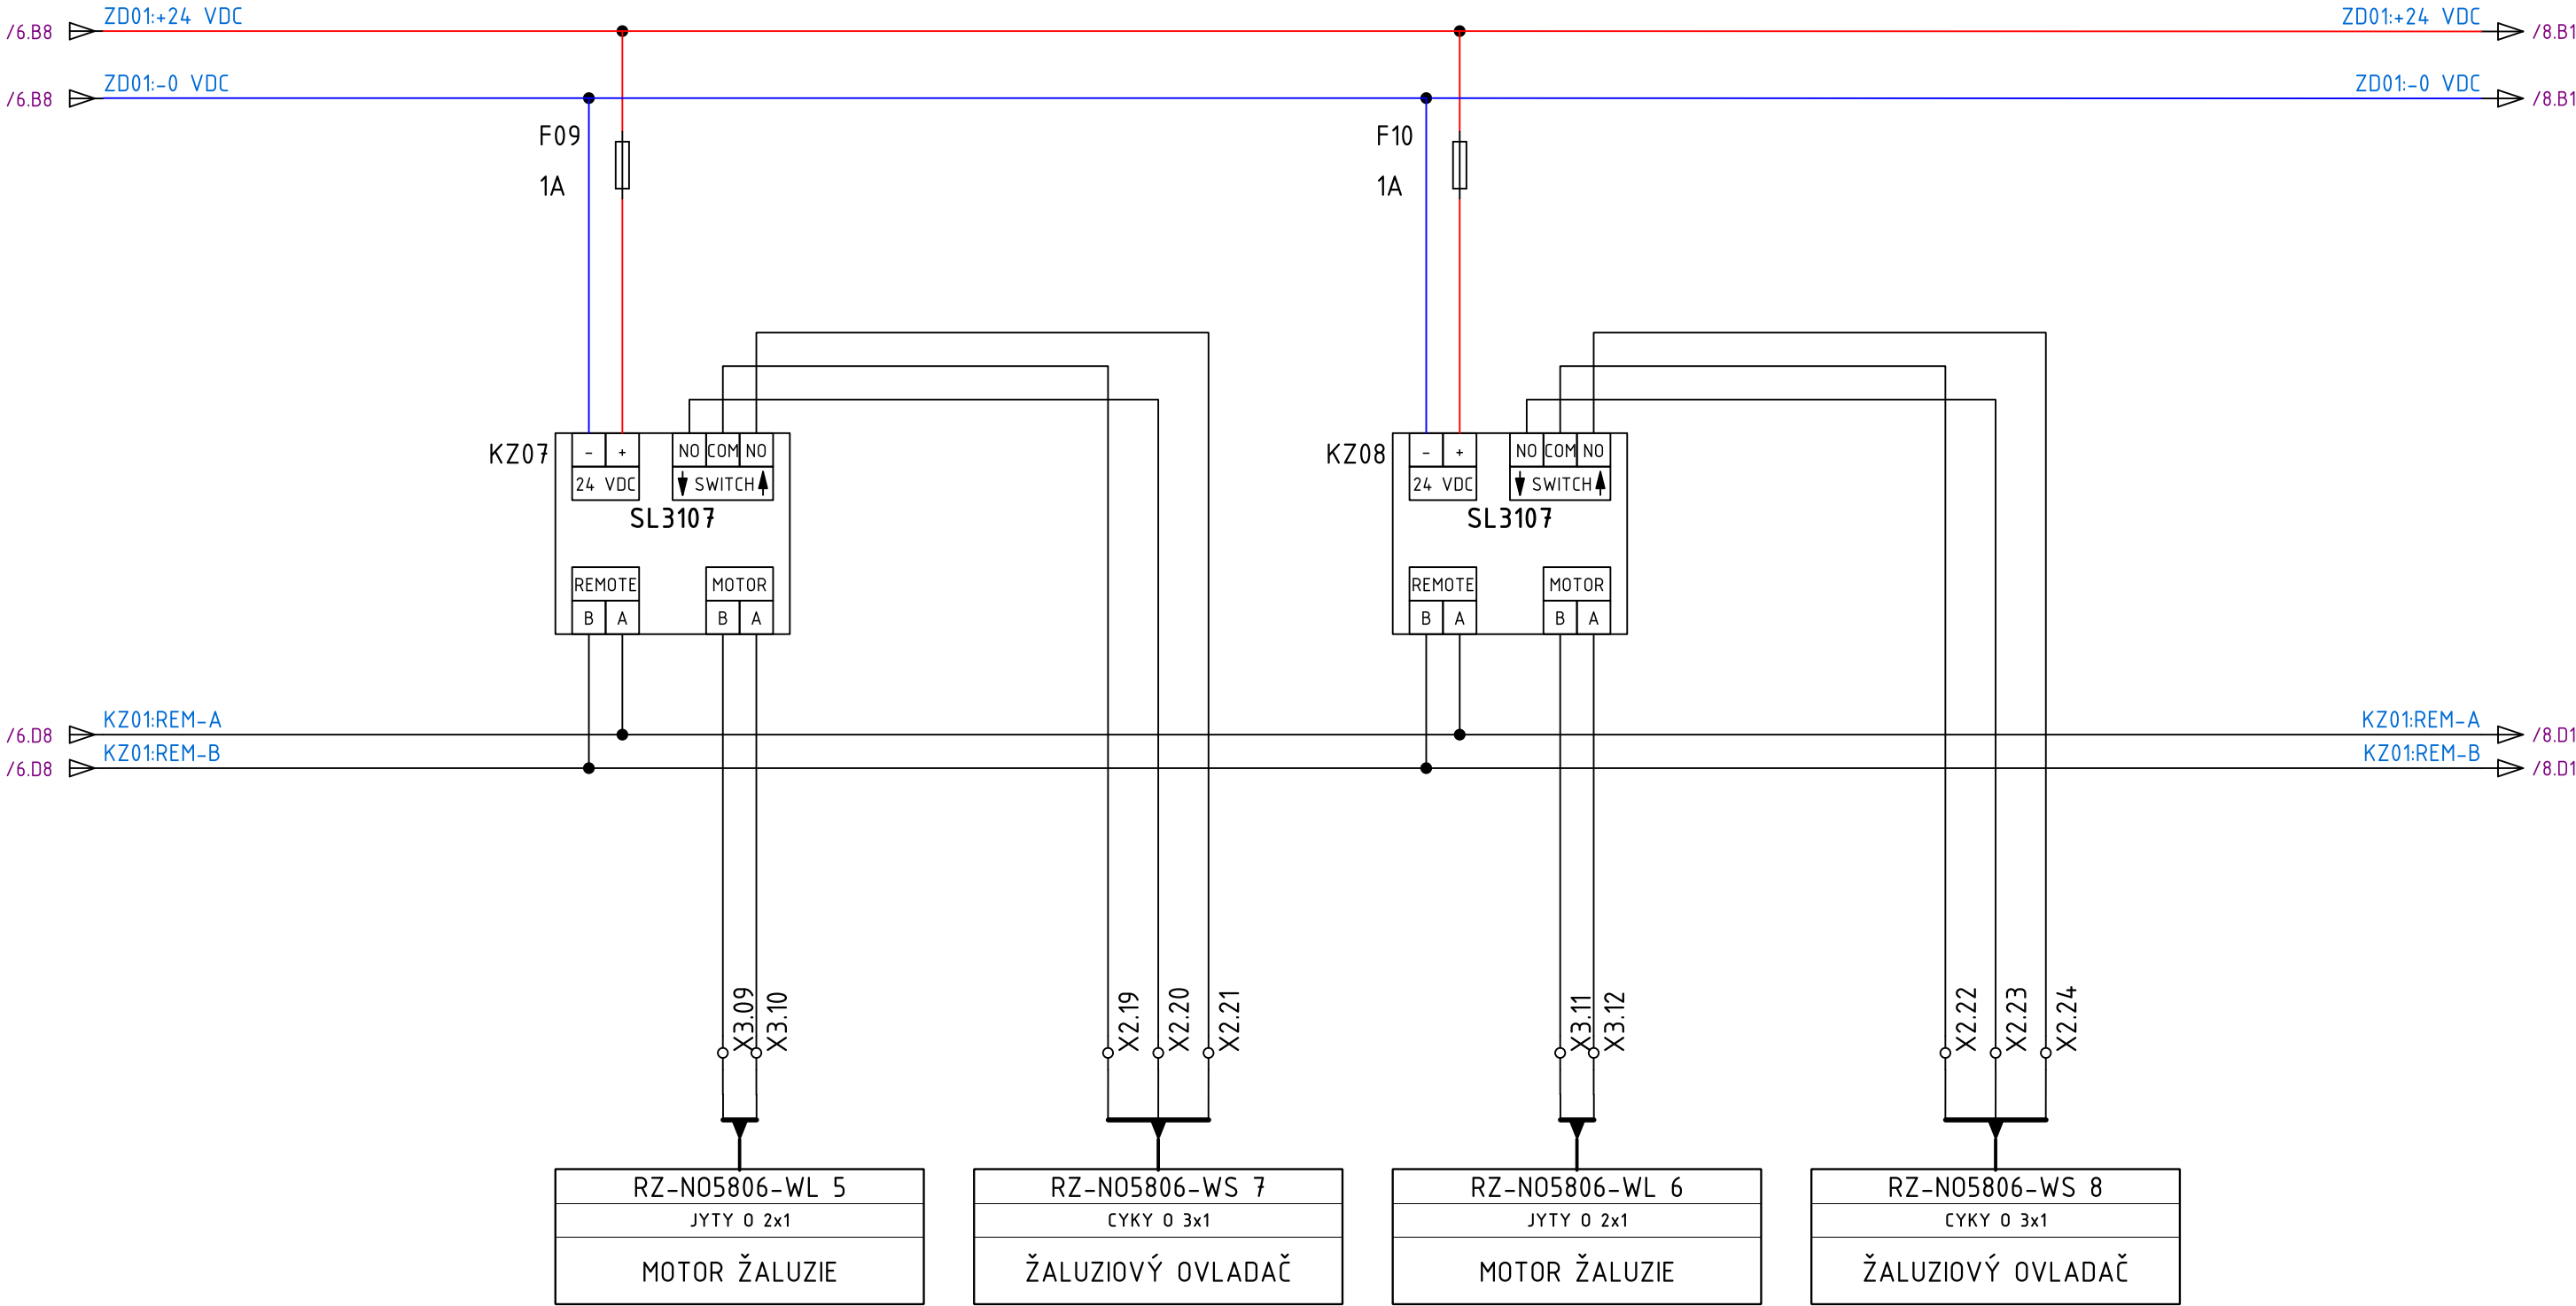 ZD01:+24 VDC ZD01:+24 VDC
/6.B8 /8.B1
ZD01:-0 VDC ZD01:-0 VDC
/6.B8 /8.B1
F09 F10
1A 1A
KZ07 - + NO COM NO KZ08 - + NO COM NO
24 VDC SWITCH 24 VDC SWITCH
SL3107 SL3107
REMOTE MOTOR REMOTE MOTOR
B A B A B A B A
KZ01:REM-A KZ01:REM-A
/6.D8 /8.D1
KZ01:REM-B KZ01:REM-B
/6.D8 /8.D1
X3.09 X3.10 X2.19 X2.20 X2.21 X3.11 X3.12 X2.22 X2.23 X2.24
RZ-NO5806-WL 5 RZ-NO5806-WS 7 RZ-NO5806-WL 6 RZ-NO5806-WS 8
JYTY O 2x1 CYKY O 3x1 JYTY O 2x1 CYKY O 3x1
MOTOR ŽALUZIE ŽALUZIOVÝ OVLADAČ MOTOR ŽALUZIE ŽALUZIOVÝ OVLADAČ